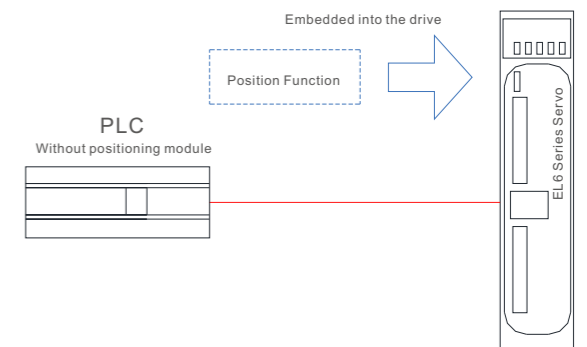 Embedded into the drive
Position Function
PLC
Without positioning module
EL6 Series Servo